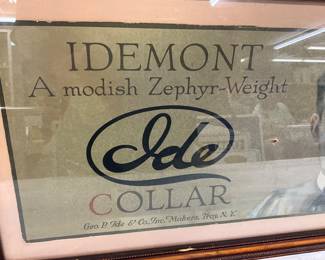 IDEMONT
A modish Zephyr-Weight
Ide
COLLAR
Geo. P. Ide & Co., Inc., Makers, Troy, N.Y.